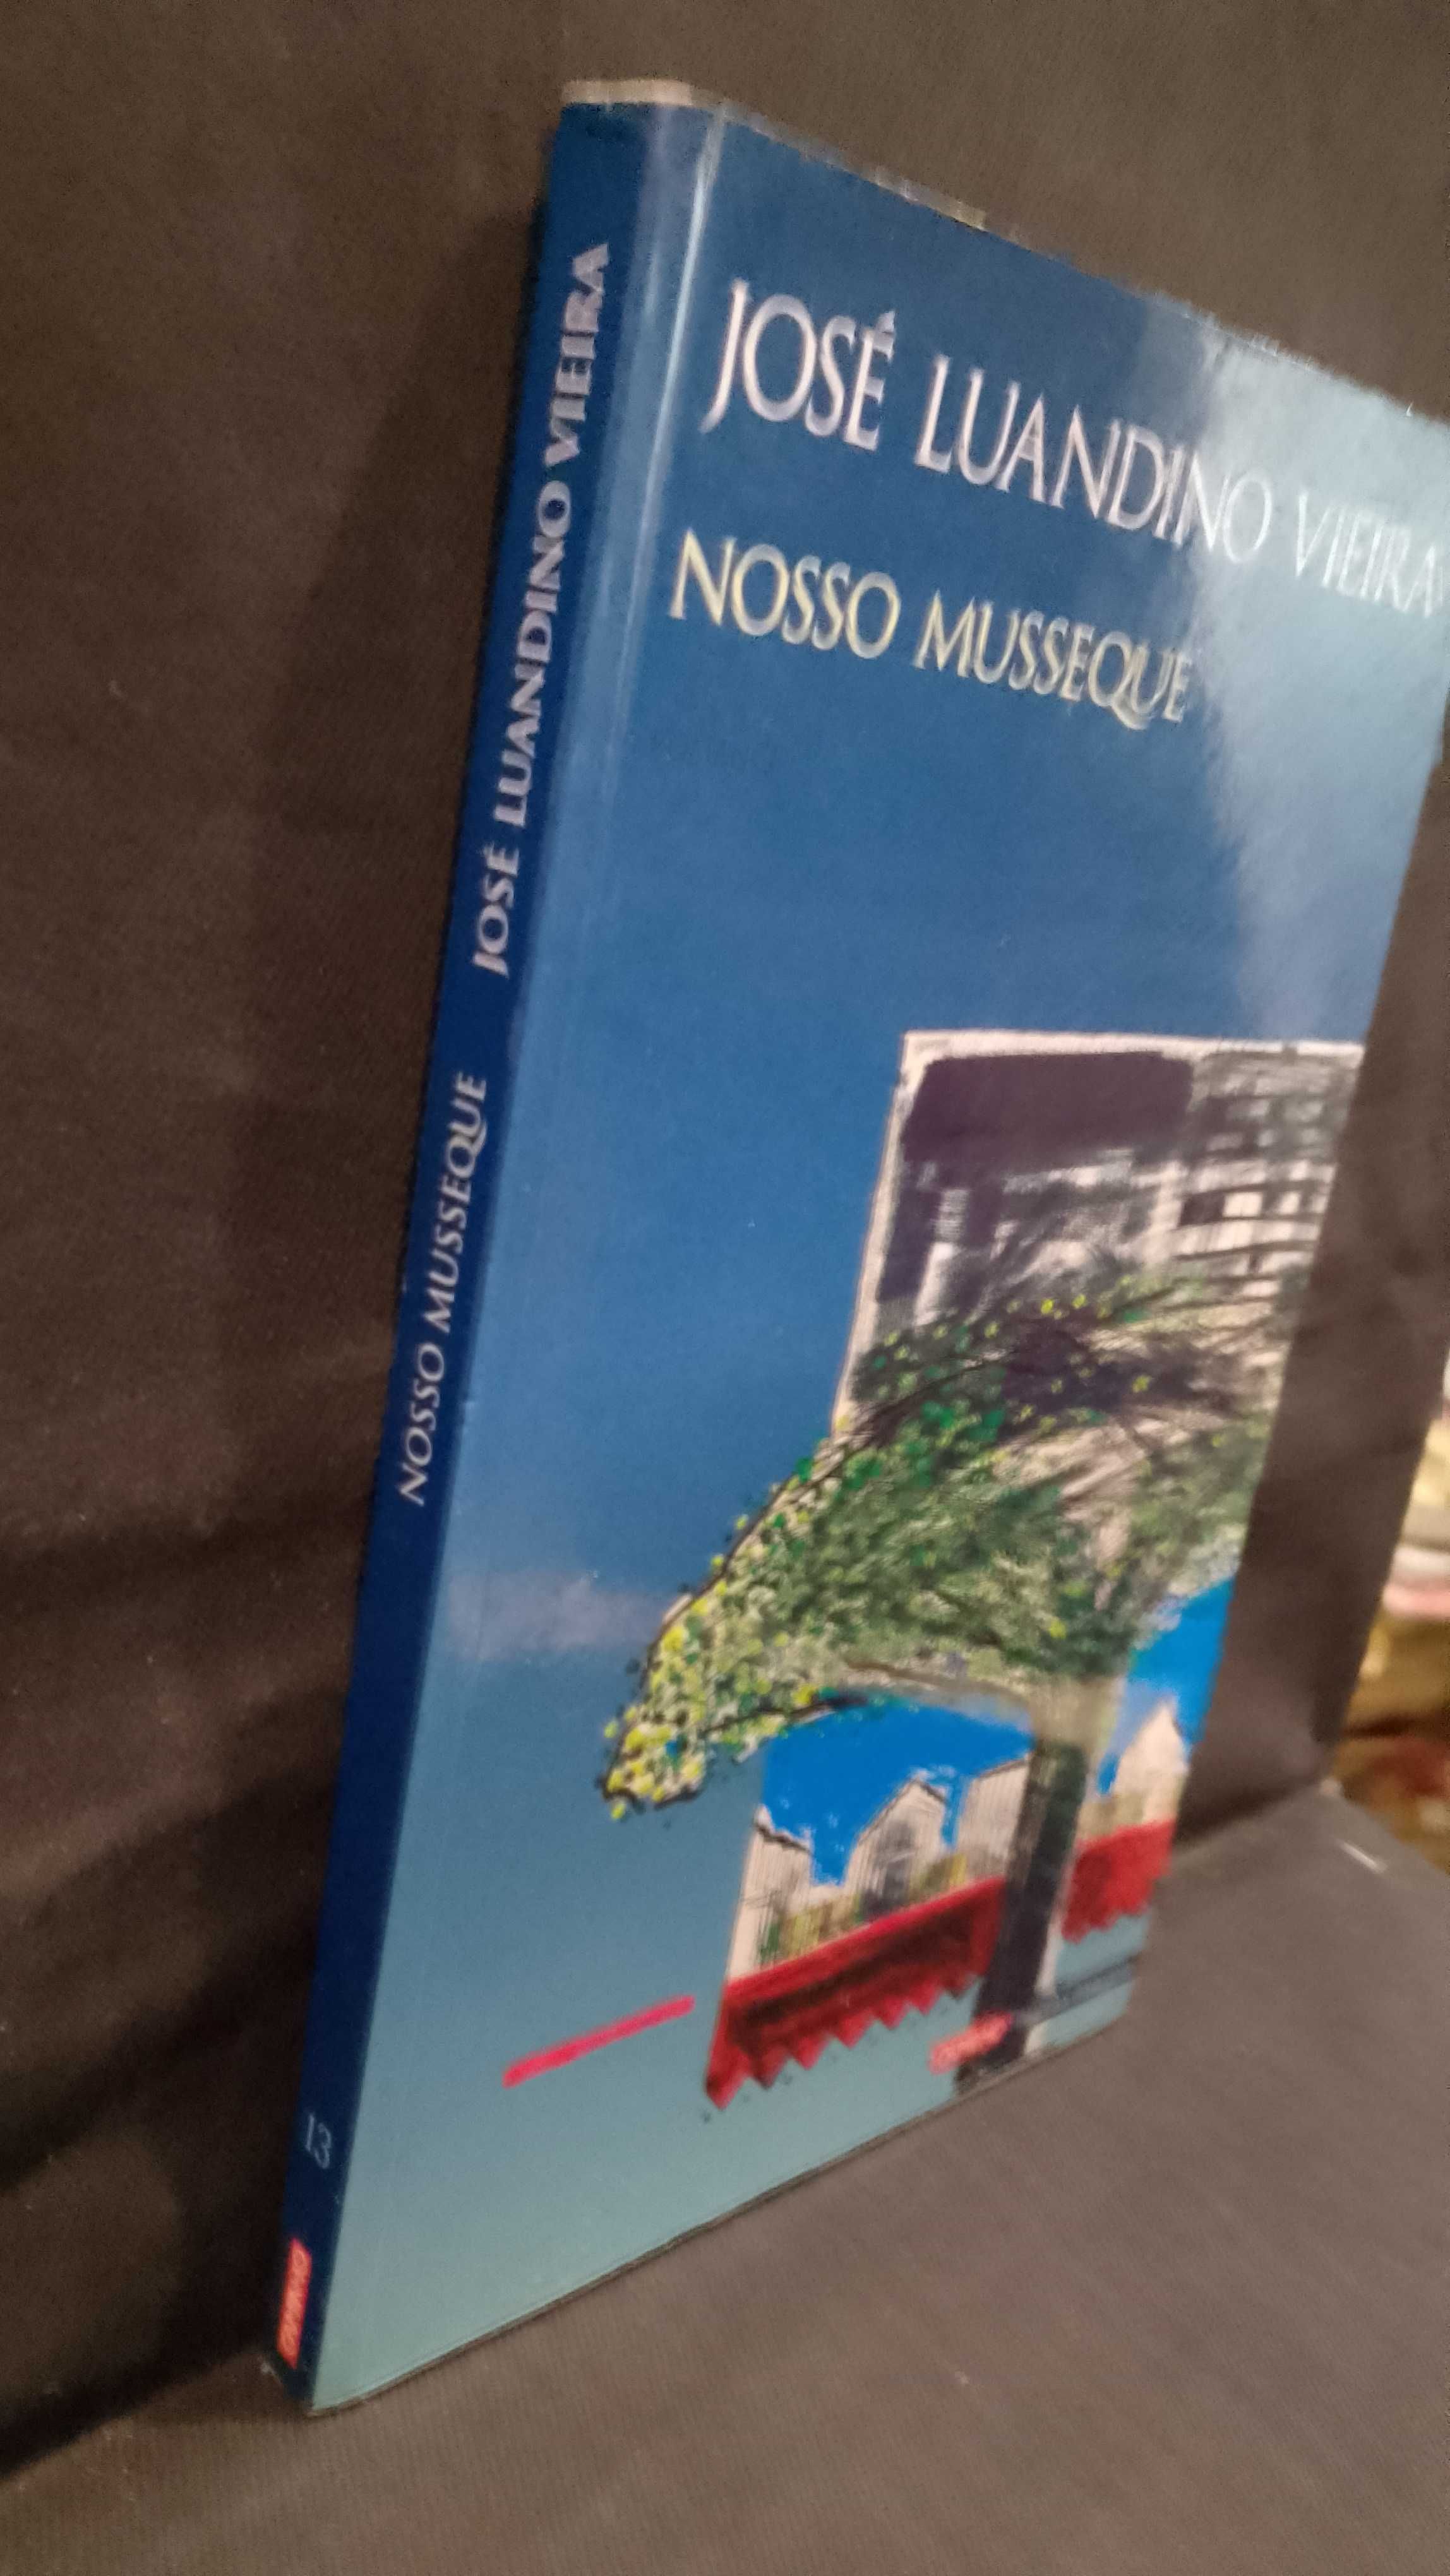 JOSÉ LUANDINO VIEIRA
NOSSO MUSSEQUE
NOSSO MUSSEQUE JOSÉ LUANDINO VIEIRA
13